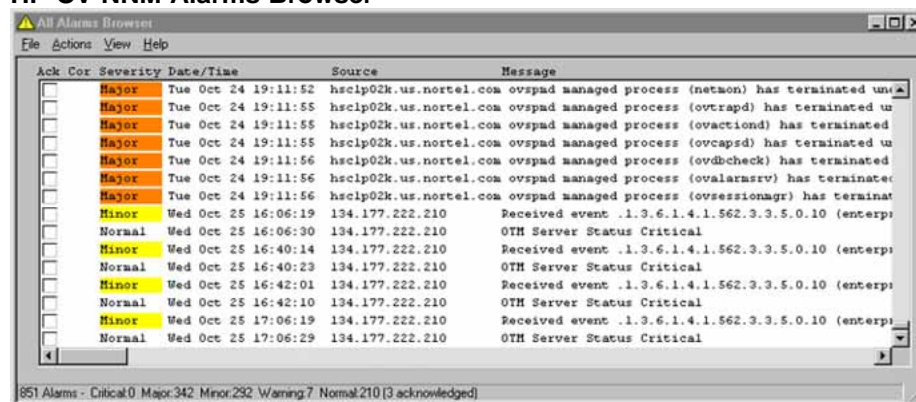 HP OV NNM Alarms Browser
All Alarms Browser
File Actions View Help
Ack Cor Severity Date/Time Source Message
Major Tue Oct 24 19:11:52 hsclp02k.us.nortel.com ovspmd managed process (netmon) has terminated
Major Tue Oct 24 19:11:55 hsclp02k.us.nortel.com ovspmd managed process (ovtrapd) has terminated
Major Tue Oct 24 19:11:55 hsclp02k.us.nortel.com ovspmd managed process (ovactiond) has terminated
Major Tue Oct 24 19:11:55 hsclp02k.us.nortel.com ovspmd managed process (ovcapsd) has terminated
Major Tue Oct 24 19:11:56 hsclp02k.us.nortel.com ovspmd managed process (ovdbcheck) has terminated
Major Tue Oct 24 19:11:56 hsclp02k.us.nortel.com ovspmd managed process (ovalarmsrv) has terminated
Major Tue Oct 24 19:11:56 hsclp02k.us.nortel.com ovspmd managed process (ovsessionmgr) has terminat
Minor Wed Oct 25 16:06:19 134.177.222.210 Received event .1.3.6.1.4.1.562.3.3.5.0.10 (enterpr
Normal Wed Oct 25 16:06:30 134.177.222.210 OTM Server Status Critical
Minor Wed Oct 25 16:40:14 134.177.222.210 Received event .1.3.6.1.4.1.562.3.3.5.0.10 (enterpr
Normal Wed Oct 25 16:40:23 134.177.222.210 OTM Server Status Critical
Minor Wed Oct 25 16:42:01 134.177.222.210 Received event .1.3.6.1.4.1.562.3.3.5.0.10 (enterpr
Normal Wed Oct 25 16:42:10 134.177.222.210 OTM Server Status Critical
Minor Wed Oct 25 17:06:19 134.177.222.210 Received event .1.3.6.1.4.1.562.3.3.5.0.10 (enterpr
Normal Wed Oct 25 17:06:29 134.177.222.210 OTM Server Status Critical
851 Alarms - Critical:0 Major:342 Minor:292 Warning:7 Normal:210 (3 acknowledged)